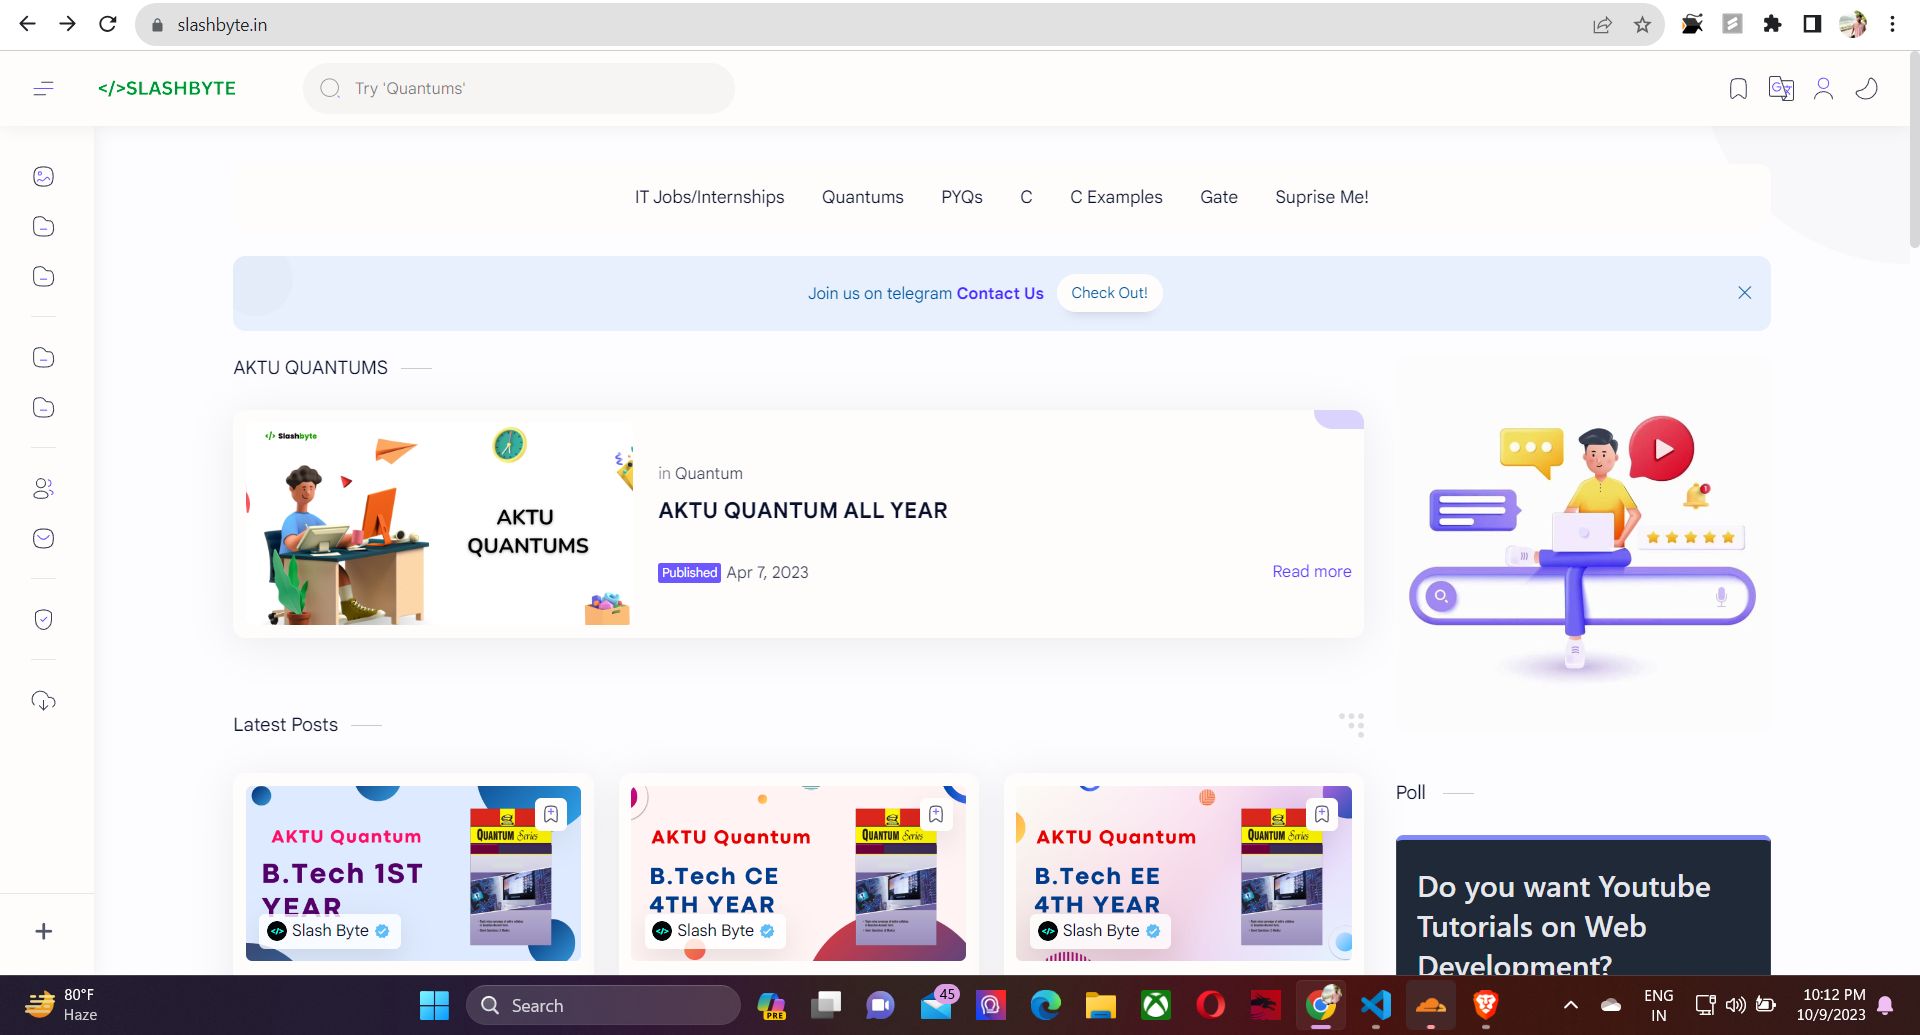 slashbyte.in
</>SLASHBYTE
Try 'Quantums'
IT Jobs/Internships Quantums PYQs C C Examples Gate Suprise Me!
Join us on telegram Contact Us Check Out!
AKTU QUANTUMS
</> Slashbyte
AKTU
QUANTUMS
in Quantum
AKTU QUANTUM ALL YEAR
Published Apr 7, 2023
Read more
Latest Posts
AKTU Quantum
B.Tech 1ST
YEAR
QUANTUM Series
</> Slash Byte
AKTU Quantum
B.Tech CE
4TH YEAR
QUANTUM Series
</> Slash Byte
AKTU Quantum
B.Tech EE
4TH YEAR
QUANTUM Series
</> Slash Byte
Poll
Do you want Youtube
Tutorials on Web
Development?
80°F
Haze
Search
PRE
45
ENG
IN
10:12 PM
10/9/2023